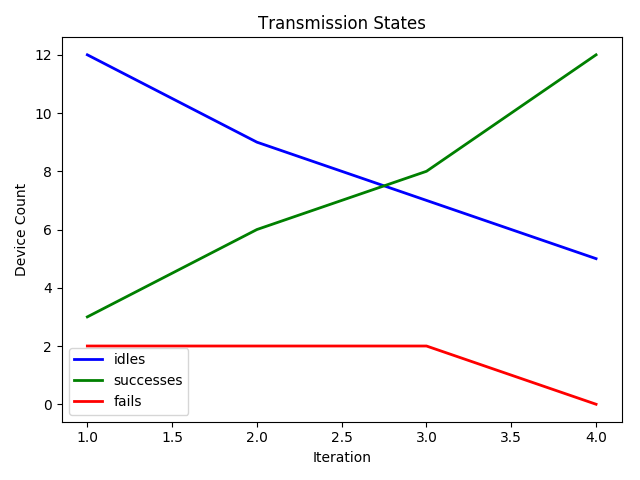 Transmission States
Device Count
12
10
8
6
4
2
0
idles
successes
fails
1.0 1.5 2.0 2.5 3.0 3.5 4.0
Iteration